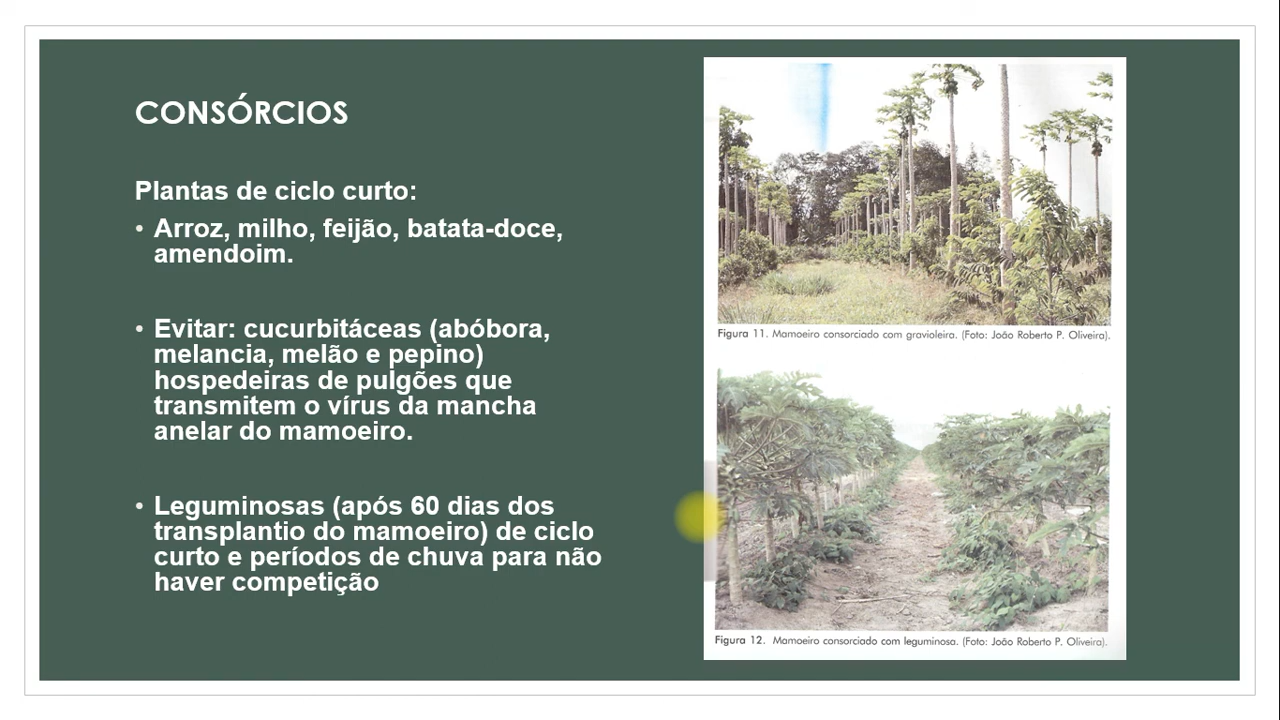 CONSÓRCIOS
Plantas de ciclo curto:
• Arroz, milho, feijão, batata-doce,
amendoim.
• Evitar: cucurbitáceas (abóbora,
melancia, melão e pepino)
hospedeiras de pulgões que
transmitem o vírus da mancha
anelar do mamoeiro.
• Leguminosas (após 60 dias dos
transplantio do mamoeiro) de ciclo
curto e períodos de chuva para não
haver competição
Figura 11. Mamoeiro consorciado com gravioleira. (Foto: João Roberto P. Oliveira).
Figura 12. Mamoeiro consorciado com leguminosa. (Foto: João Roberto P. Oliveira).